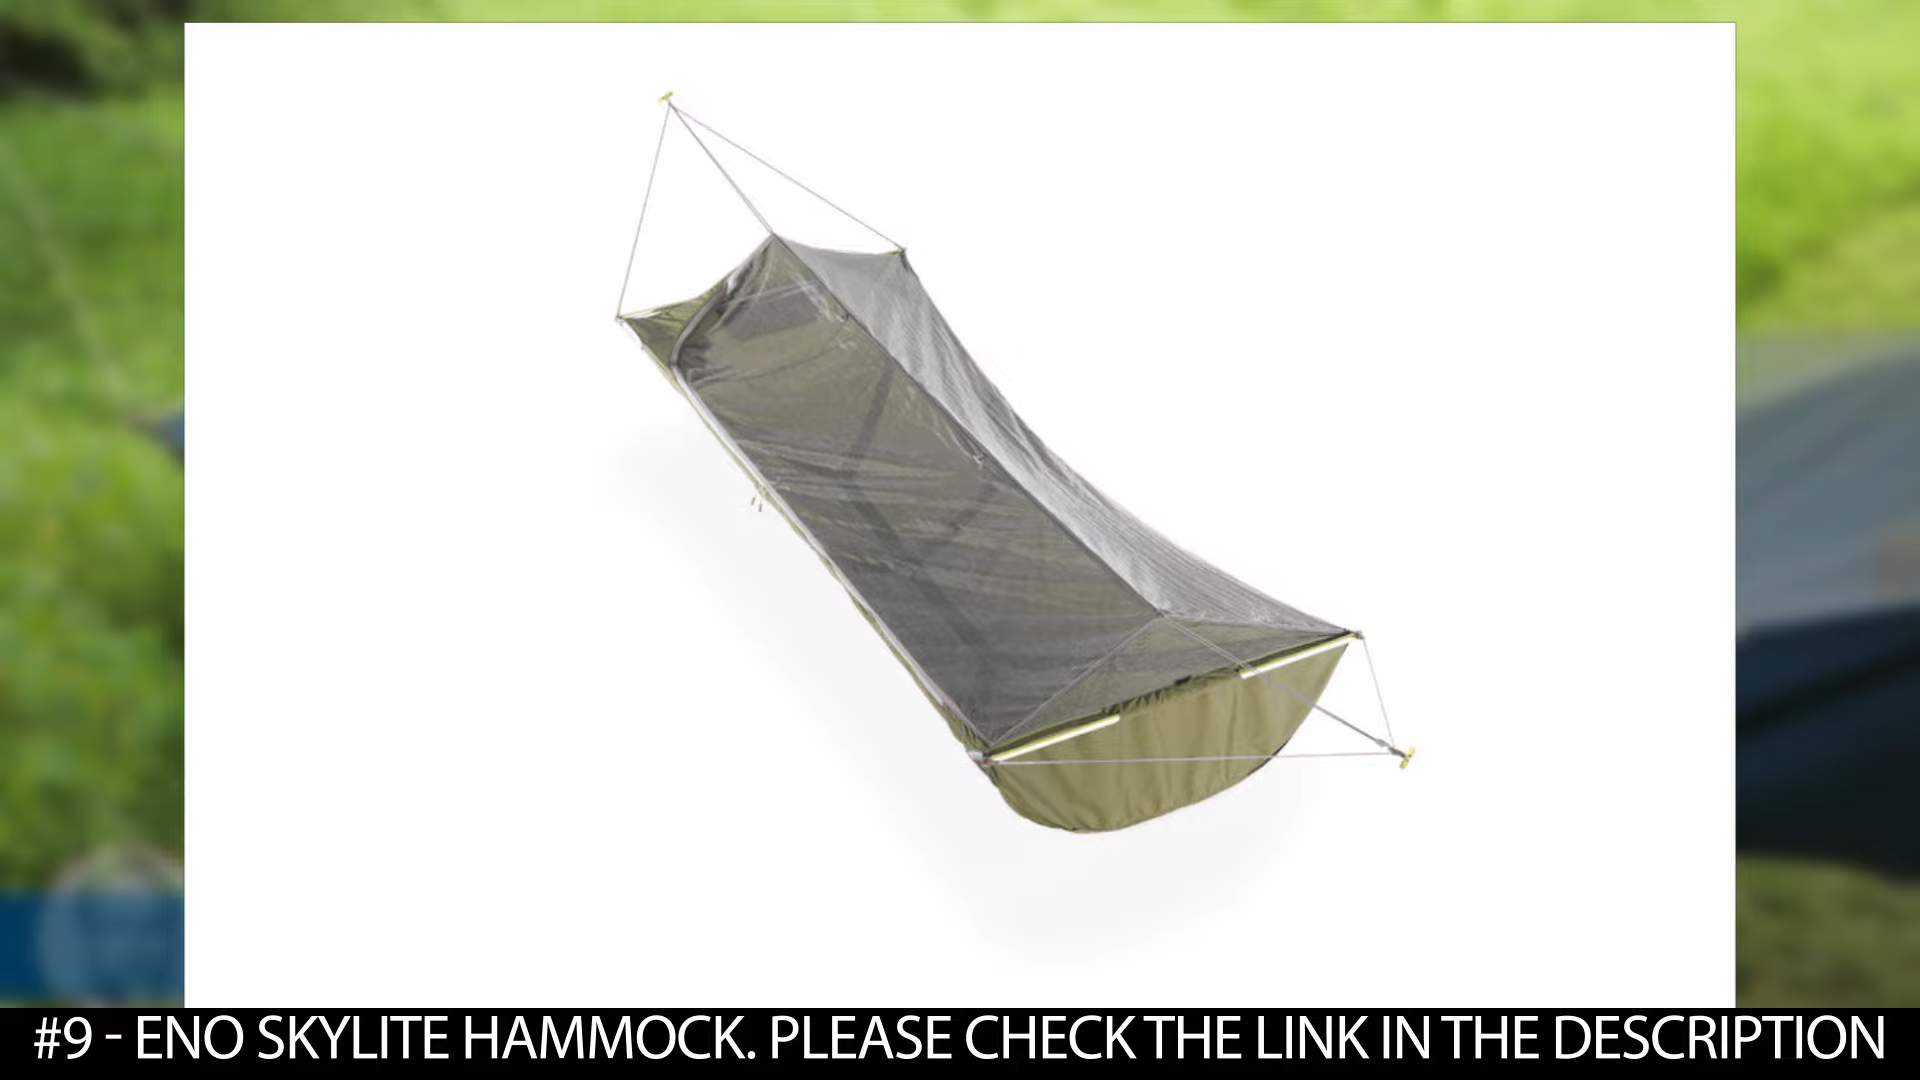 #9 - ENO SKYLITE HAMMOCK. PLEASE CHECK THE LINK IN THE DESCRIPTION